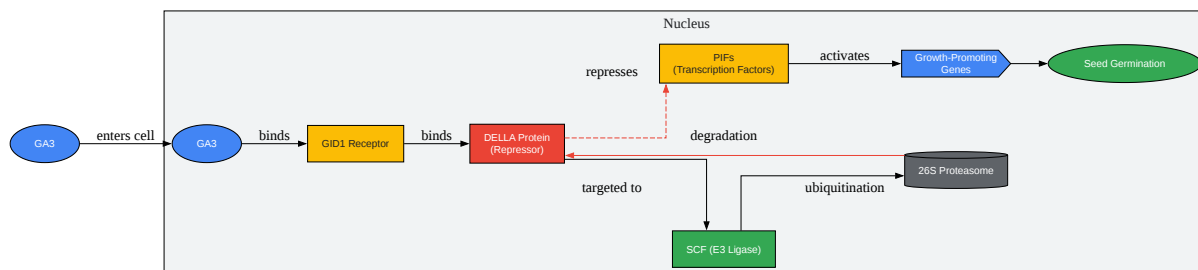 Nucleus
PIFs
(Transcription Factors)
activates
Growth-Promoting
Genes
Seed Germination
represses
GA3
enters cell
GA3
binds
GID1 Receptor
binds
DELLA Protein
(Repressor)
degradation
26S Proteasome
targeted to
ubiquitination
SCF (E3 Ligase)